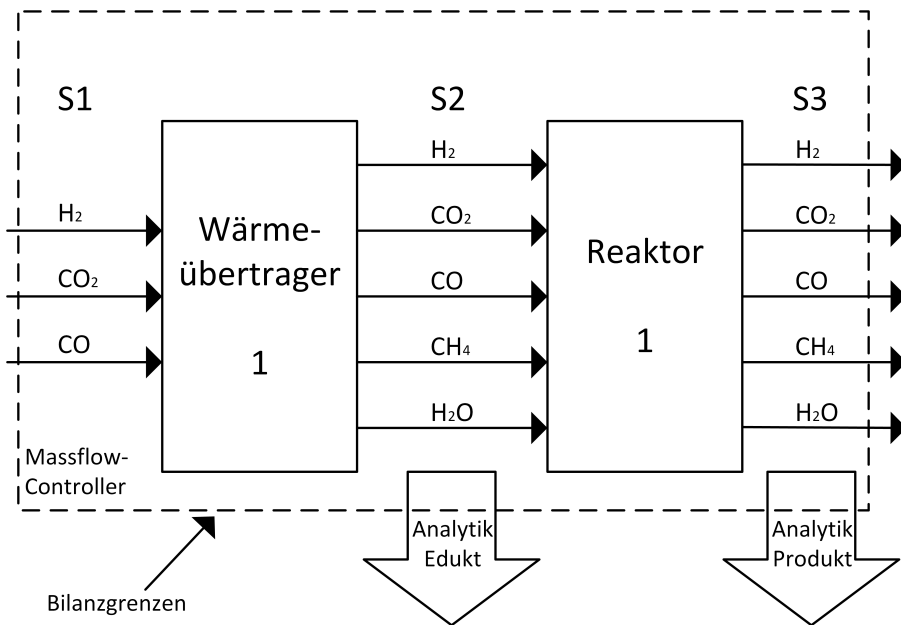 S1
S2
S3
H₂
CO₂
CO
Wärme-
übertrager
1
H₂
CO₂
CO
CH₄
H₂O
Reaktor
1
H₂
CO₂
CO
CH₄
H₂O
Massflow-
Controller
Analytik
Edukt
Analytik
Produkt
Bilanzgrenzen